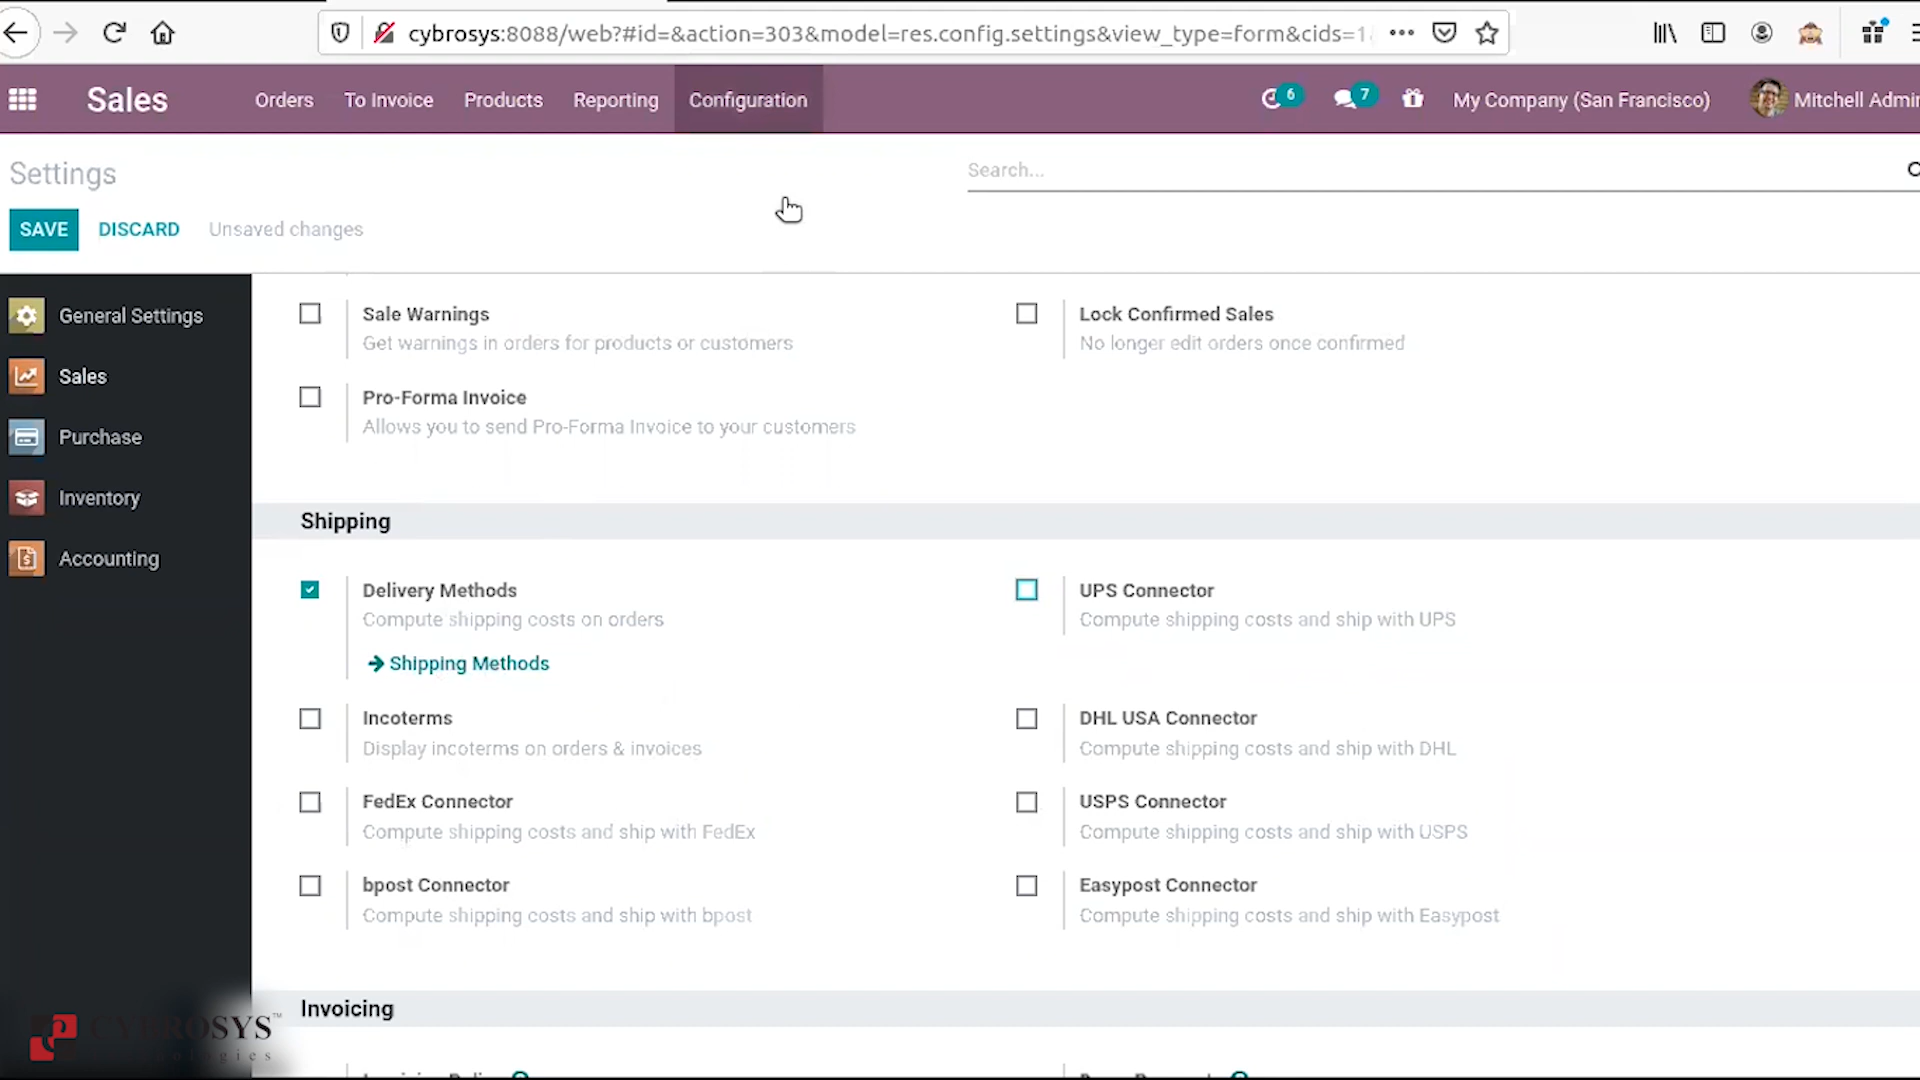 cybrosys:8088/web?#id=&action=303&model=res.config.settings&view_type=form&cids=1
Sales
Orders
To Invoice
Products
Reporting
Configuration
6
7
My Company (San Francisco)
Mitchell Admin
Settings
Search...
SAVE
DISCARD
Unsaved changes
General Settings
Sales
Purchase
Inventory
Accounting
Sale Warnings
Get warnings in orders for products or customers
Lock Confirmed Sales
No longer edit orders once confirmed
Pro-Forma Invoice
Allows you to send Pro-Forma Invoice to your customers
Shipping
Delivery Methods
Compute shipping costs on orders
Shipping Methods
UPS Connector
Compute shipping costs and ship with UPS
Incoterms
Display incoterms on orders & invoices
DHL USA Connector
Compute shipping costs and ship with DHL
FedEx Connector
Compute shipping costs and ship with FedEx
USPS Connector
Compute shipping costs and ship with USPS
bpost Connector
Compute shipping costs and ship with bpost
Easypost Connector
Compute shipping costs and ship with Easypost
Invoicing
CYBROSYS™